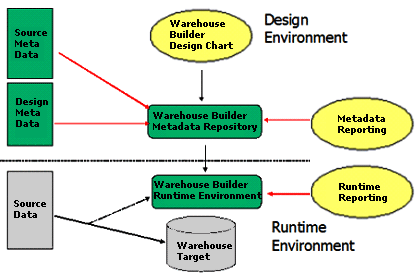 Source
Meta
Data
Warehouse
Builder
Design Chart
Design
Environment
Design
Meta
Data
Warehouse Builder
Metadata Repository
Metadata
Reporting
Source
Data
Warehouse Builder
Runtime Environment
Runtime
Reporting
Warehouse
Target
Runtime
Environment